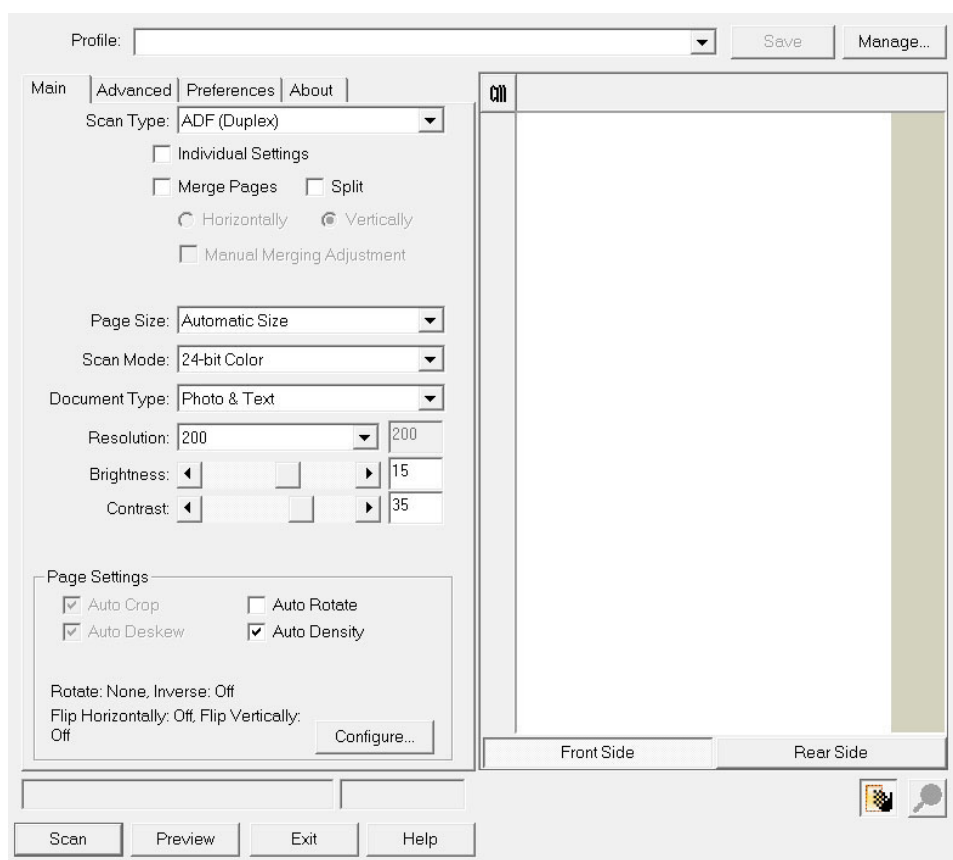 Profile:
Save
Manage...
Main
Advanced
Preferences
About
cm
Scan Type: ADF (Duplex)
Individual Settings
Merge Pages Split
Horizontally Vertically
Manual Merging Adjustment
Page Size: Automatic Size
Scan Mode: 24-bit Color
Document Type: Photo & Text
Resolution: 200 200
Brightness: 15
Contrast: 35
Page Settings
Auto Crop Auto Rotate
Auto Deskew Auto Density
Rotate: None, Inverse: Off
Flip Horizontally: Off, Flip Vertically:
Off
Configure...
Front Side Rear Side
Scan Preview Exit Help